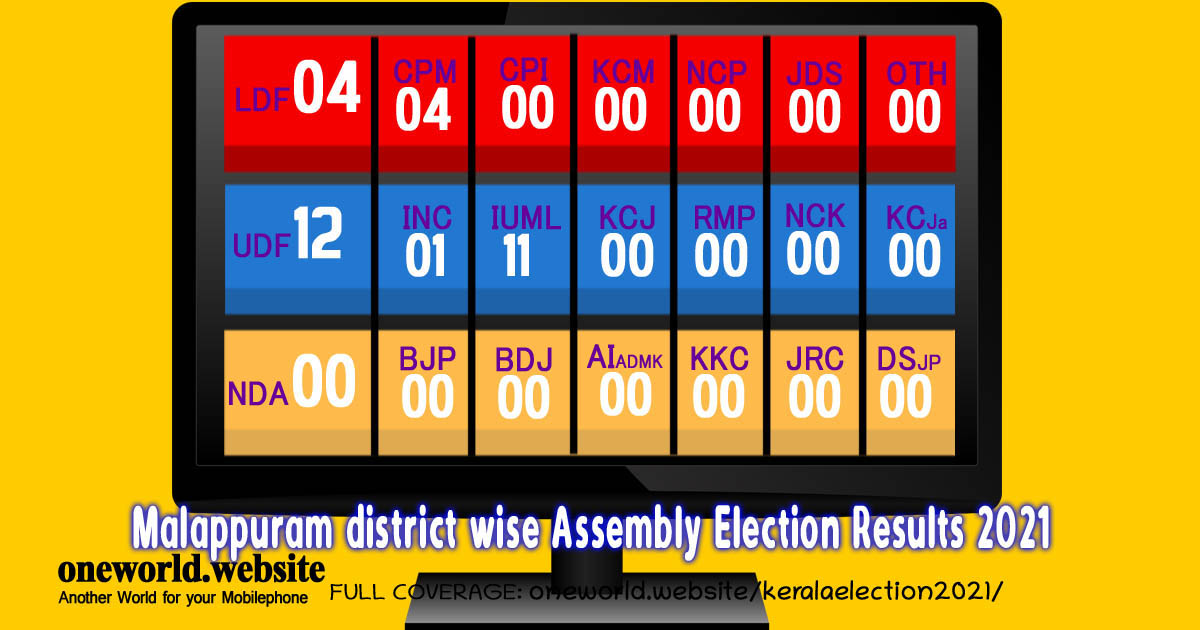 LDF 04 CPM 04 CPI 00 KCM 00 NCP 00 JDS 00 OTH 00
UDF 12 INC 01 IUML 11 KCJ 00 RMP 00 NCK 00 KCJa 00
NDA 00 BJP 00 BDJ 00 AIADMK 00 KKC 00 JRC 00 DSJP 00
Malappuram district wise Assembly Election Results 2021
oneworld.website
Another World for your Mobilephone
FULL COVERAGE: oneworld.website/keralaelection2021/